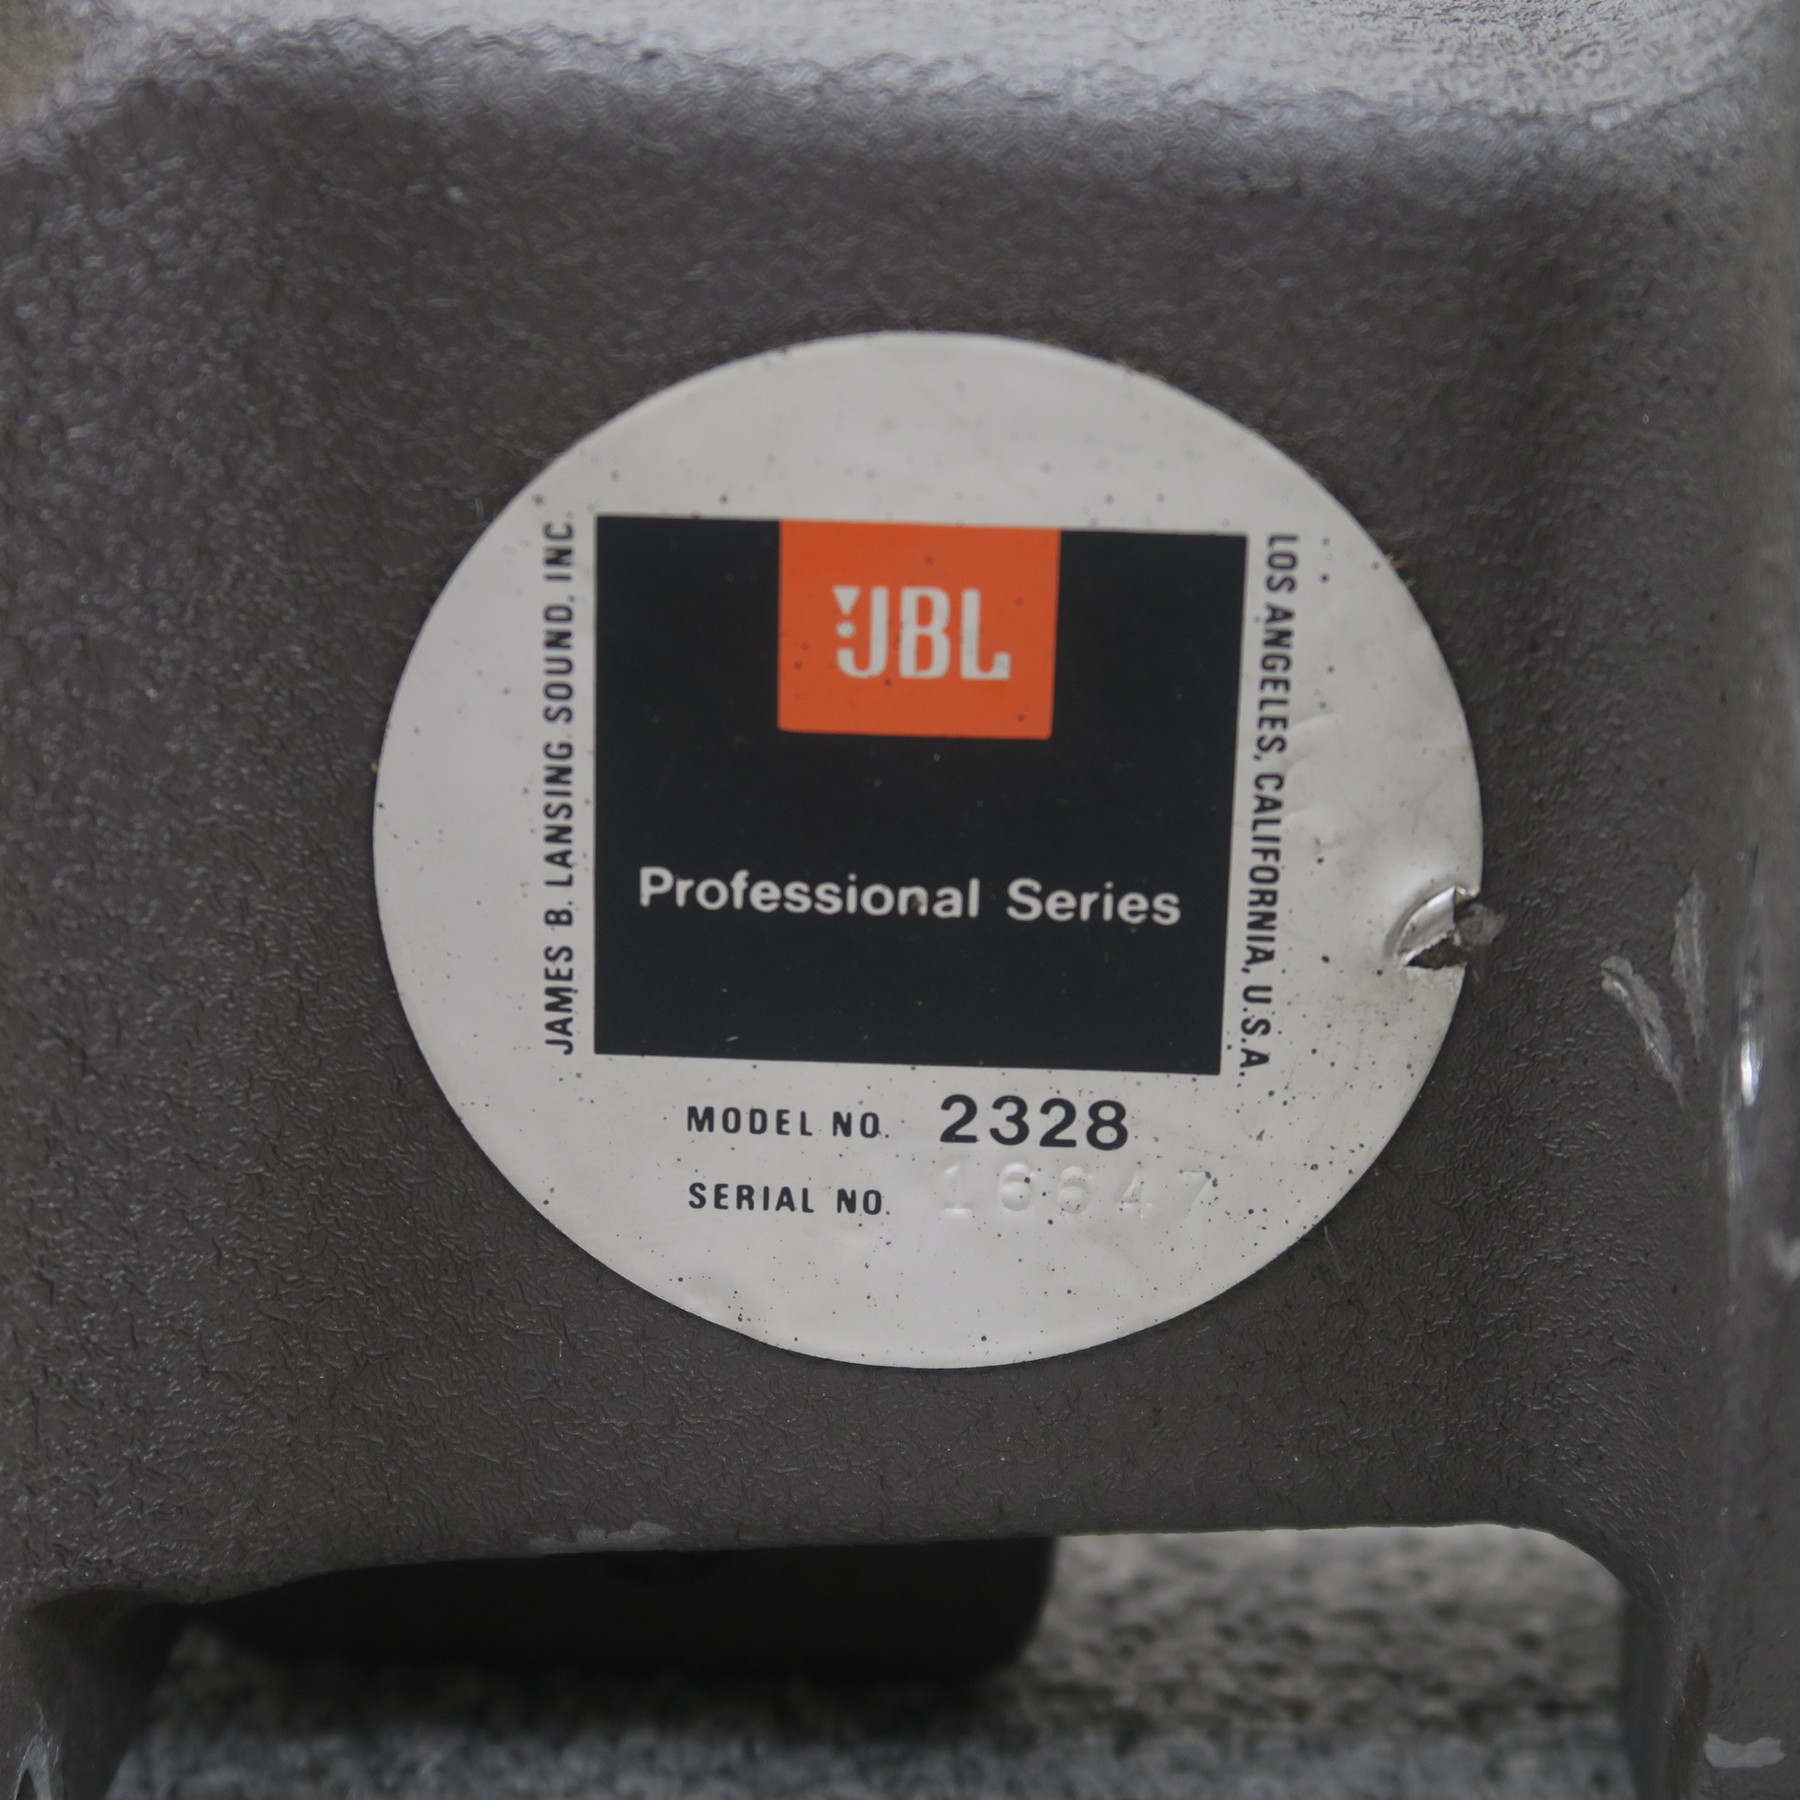 JBL
Professional Series
JAMES B. LANSING SOUND, INC.
LOS ANGELES, CALIFORNIA, U.S.A.
MODEL NO. 2328
SERIAL NO. 16647